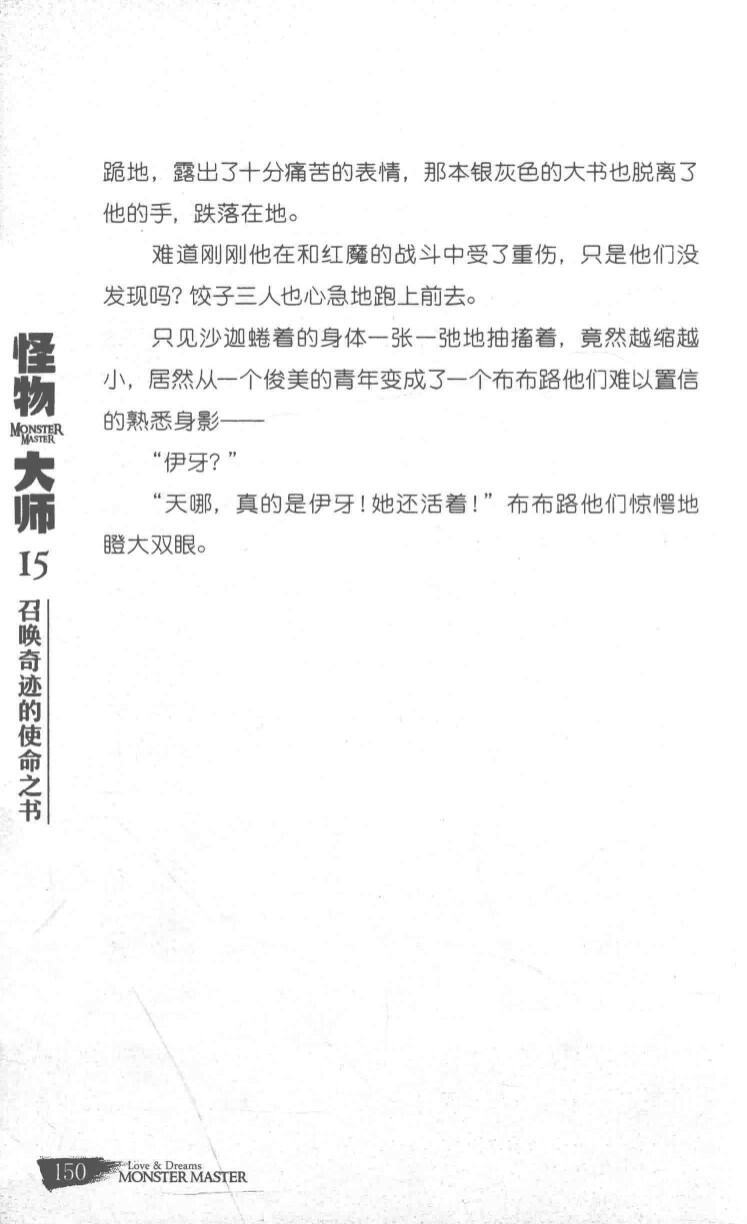 跪地，露出了十分痛苦的表情，那本银灰色的大书也脱离了
他的手，跌落在地。
难道刚刚他在和红魔的战斗中受了重伤，只是他们没
发现吗？饺子三人也心急地跑上前去。
只见沙迦蜷着的身体一张一弛地抽搐着，竟然越缩越
小，居然从一个俊美的青年变成了一个布布路他们难以置信
的熟悉身影——
“伊牙？”
“天哪，真的是伊牙！她还活着！”布布路他们惊愕地
瞪大双眼。
怪物
MONSTER
MASTER
大师
15
召唤奇迹的使命之书
150
Love & Dreams
MONSTER MASTER